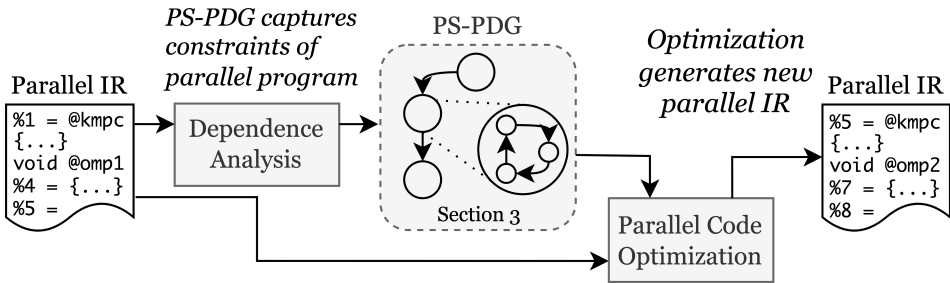 PS-PDG captures
constraints of
parallel program
PS-PDG
Optimization
generates new
parallel IR
Parallel IR
%1 = @kmpc
{...}
void @omp1
%4 = {...}
%5 =
Dependence
Analysis
Section 3
Parallel Code
Optimization
Parallel IR
%5 = @kmpc
{...}
void @omp2
%7 = {...}
%8 =